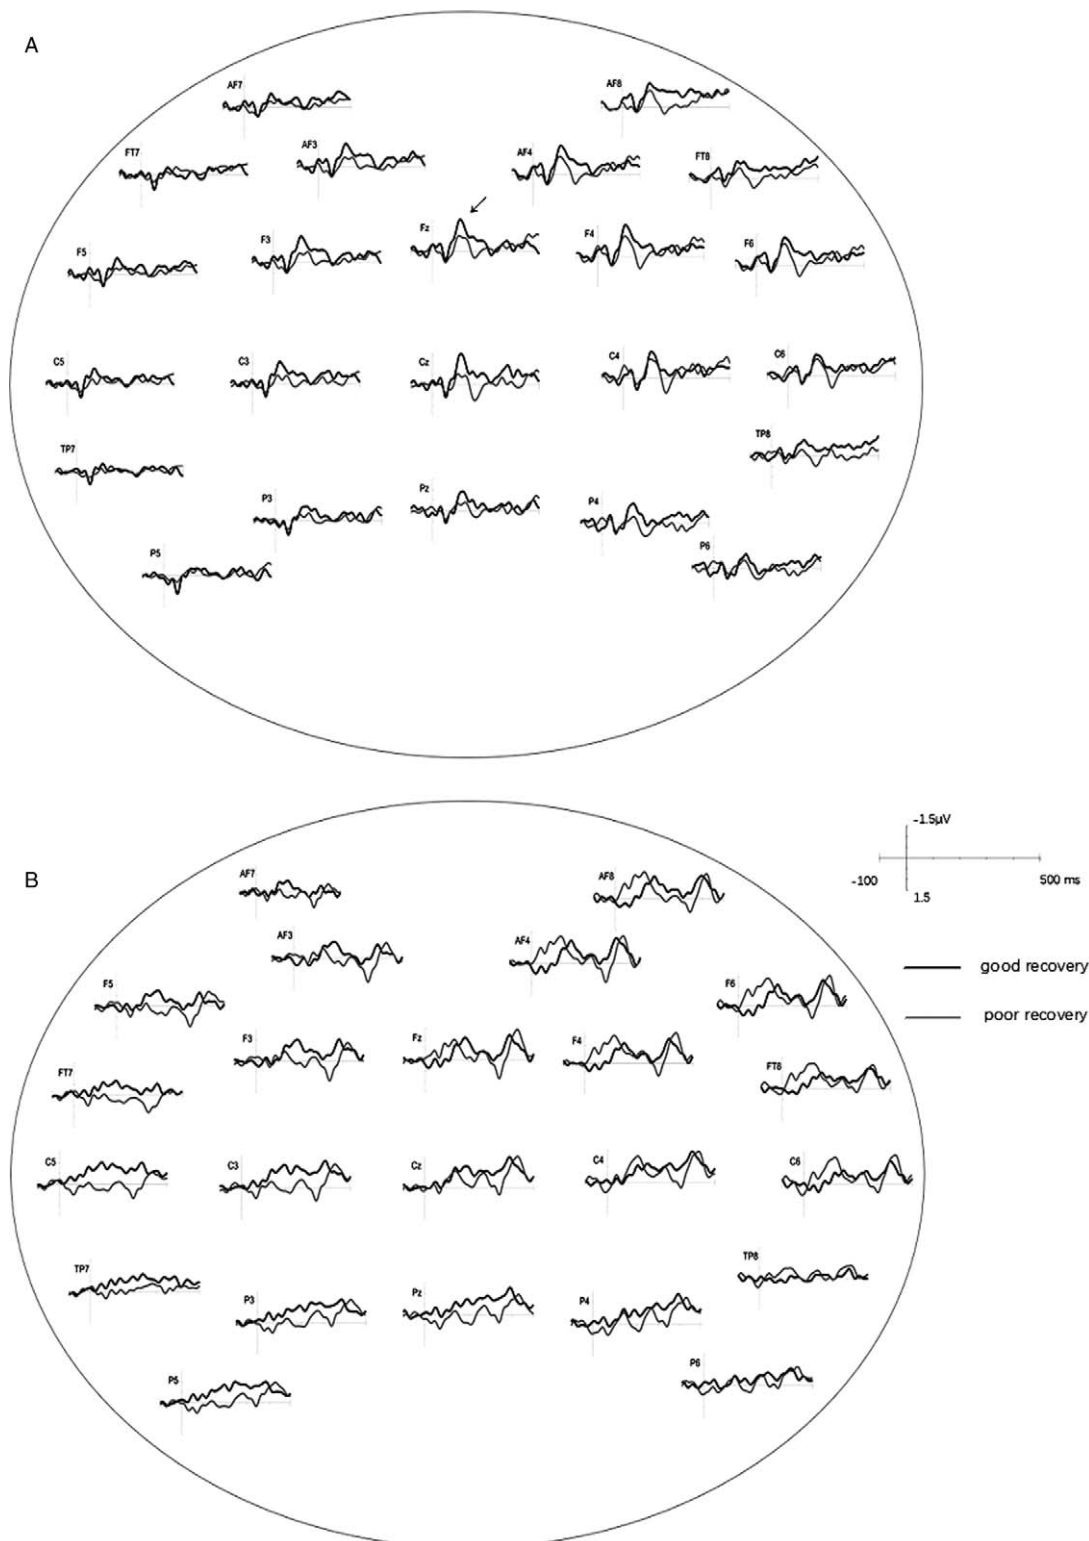 A
AF7
AF8
FT7
AF3
AF4
FT8
F5
F3
Fz
F4
F6
C5
C3
Cz
C4
C6
TP7
TP8
P3
Pz
P4
P5
P6
B
-1.5µV
-100
500 ms
1.5
good recovery
poor recovery
AF7
AF8
AF3
AF4
F5
F6
F3
Fz
F4
FT7
FT8
C5
C3
Cz
C4
C6
TP7
TP8
P3
Pz
P4
P5
P6